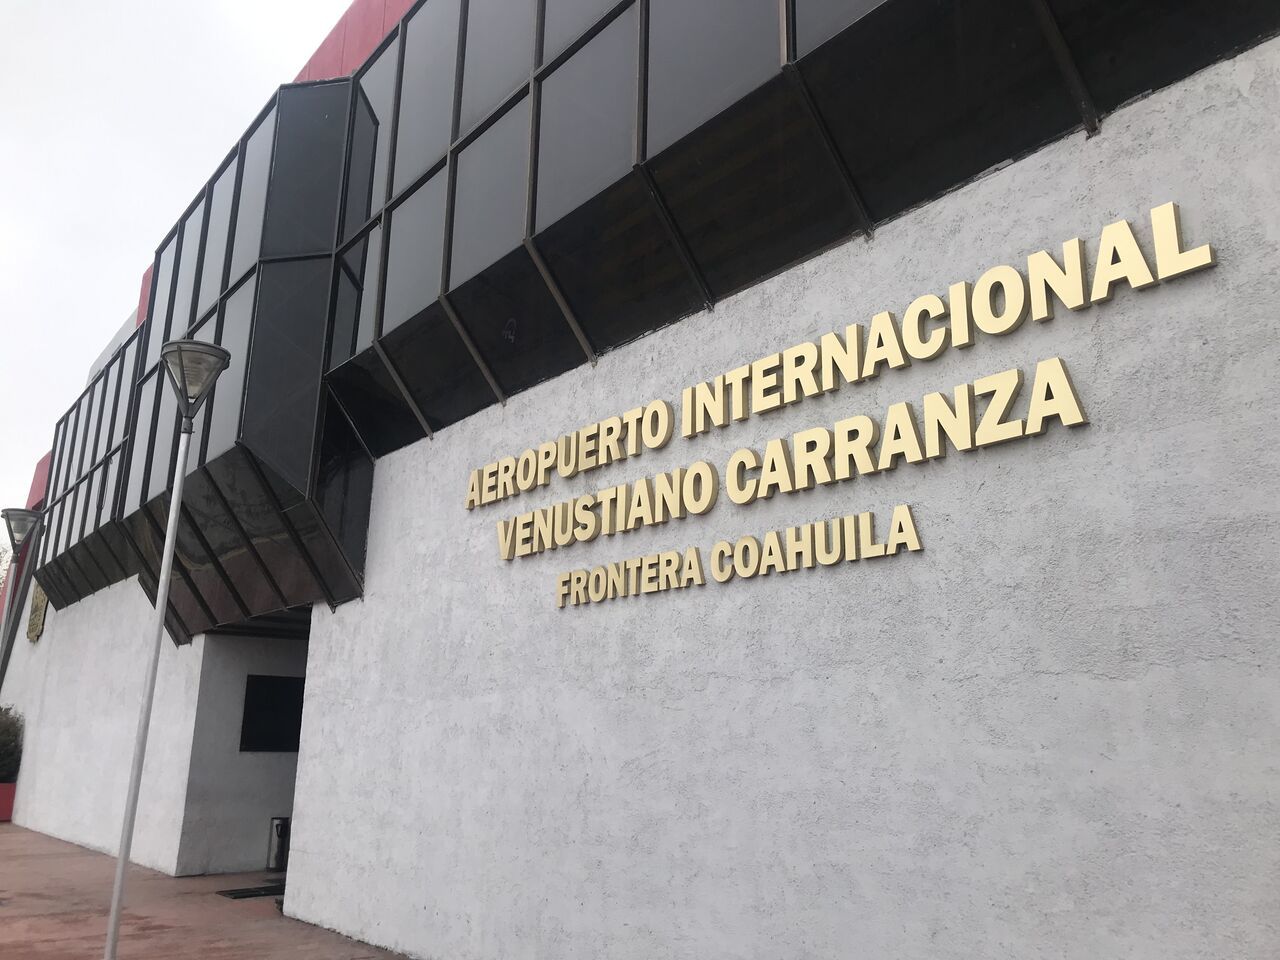 AEROPUERTO INTERNACIONAL
VENUSTIANO CARRANZA
FRONTERA COAHUILA